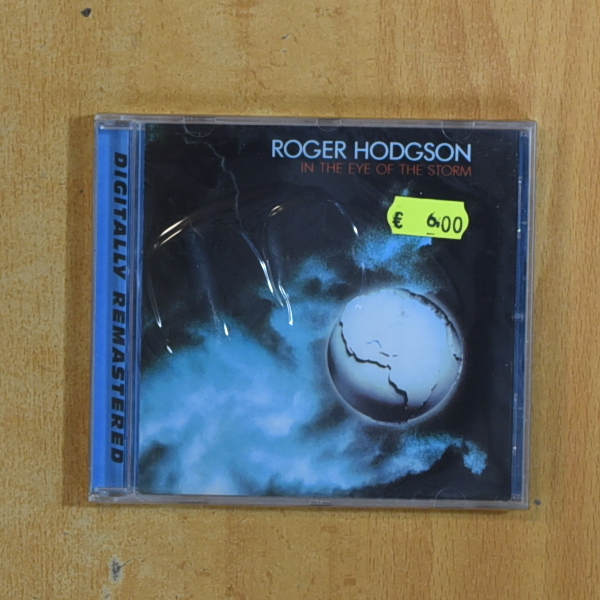 ROGER HODGSON
IN THE EYE OF THE STORM
€ 6.00
DIGITALLY REMASTERED